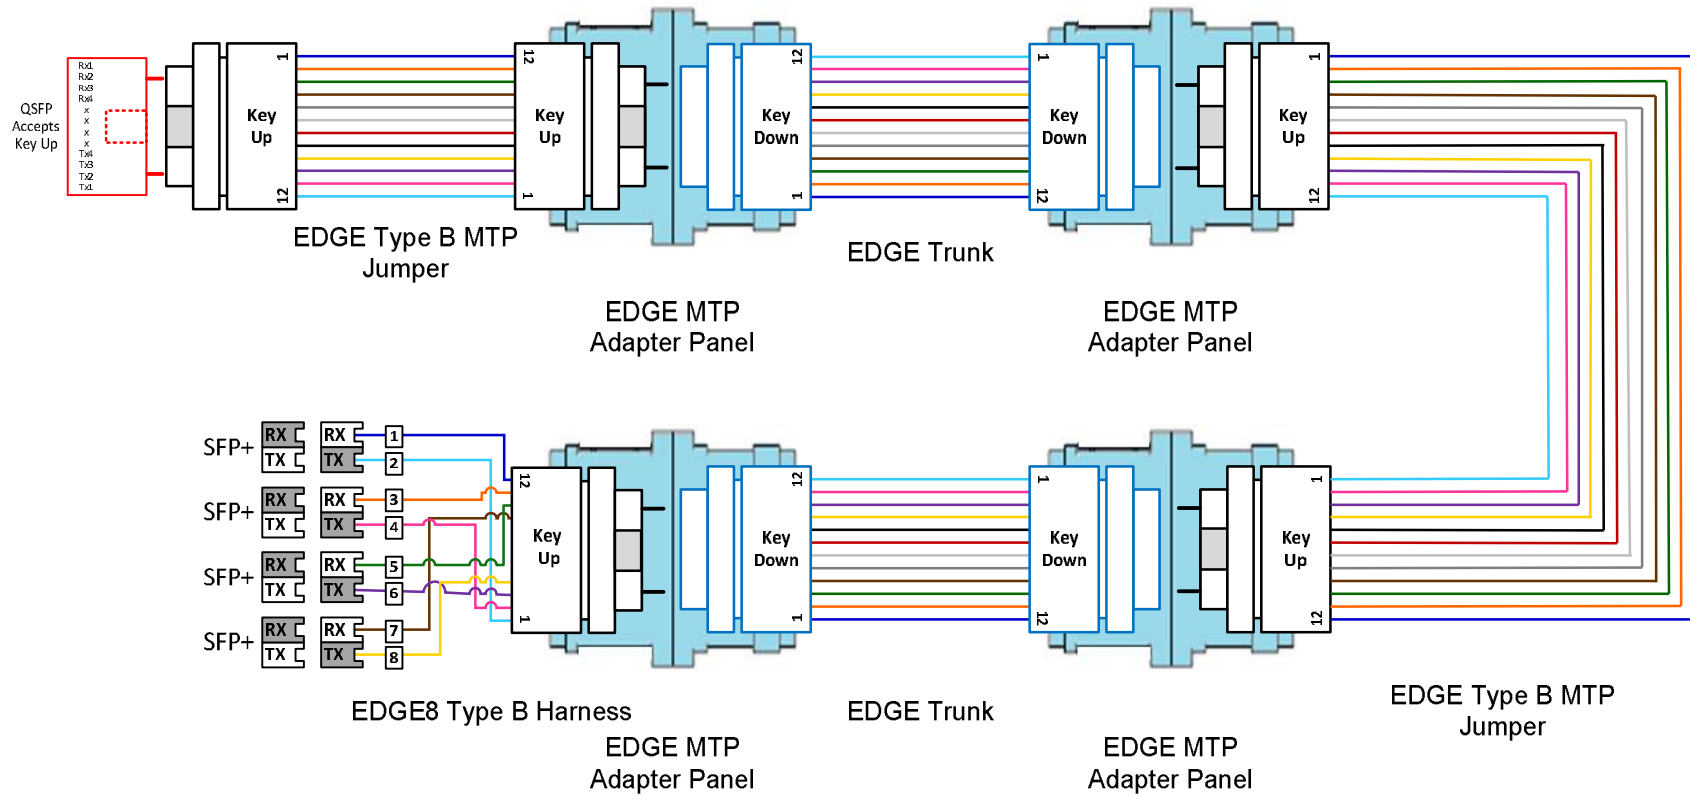 Rx1
Rx2
Rx3
Rx4
x
x
x
x
Tx4
Tx3
Tx2
Tx1
QSFP
Accepts
Key Up
1
Key
Up
12
12
Key
Up
1
12
Key
Down
1
1
Key
Down
12
1
Key
Up
12
EDGE Type B MTP
Jumper
EDGE Trunk
EDGE MTP
Adapter Panel
EDGE MTP
Adapter Panel
SFP+
RX
TX
RX
TX
1
2
SFP+
RX
TX
RX
TX
3
4
SFP+
RX
TX
RX
TX
5
6
SFP+
RX
TX
RX
TX
7
8
12
Key
Up
1
12
Key
Down
1
1
Key
Down
12
1
Key
Up
12
EDGE8 Type B Harness
EDGE Trunk
EDGE Type B MTP
Jumper
EDGE MTP
Adapter Panel
EDGE MTP
Adapter Panel